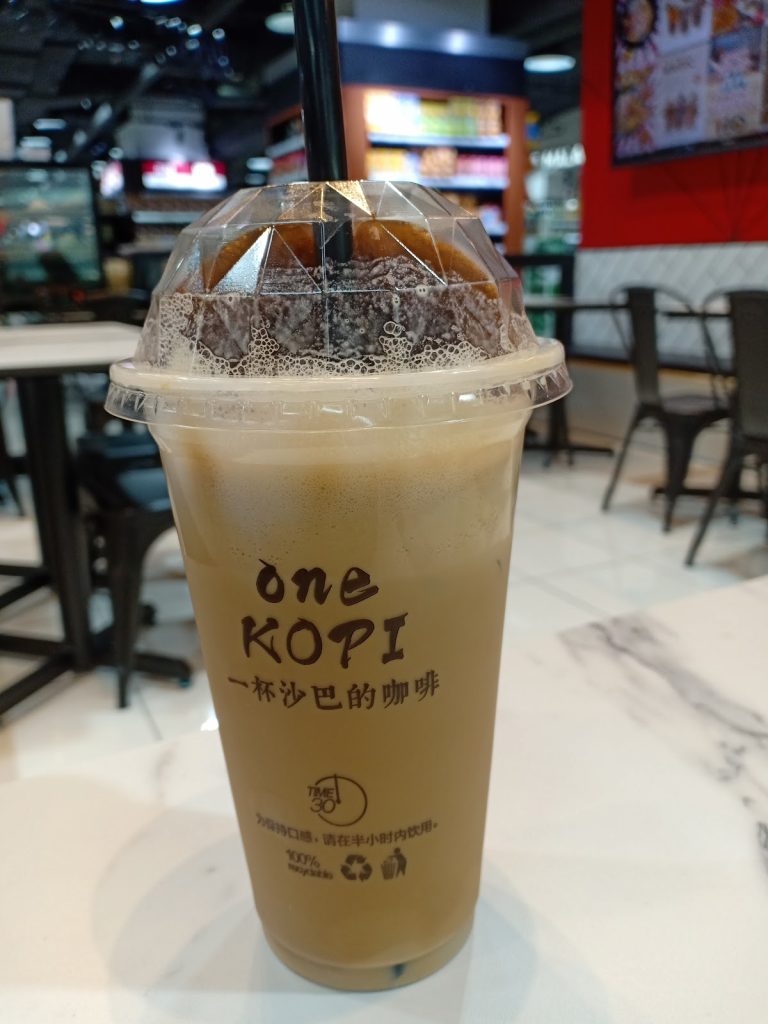 one
KOPI
一杯沙巴的咖啡
TIME
30
为保持口感，请在半小时内饮用。
100%
recyclable